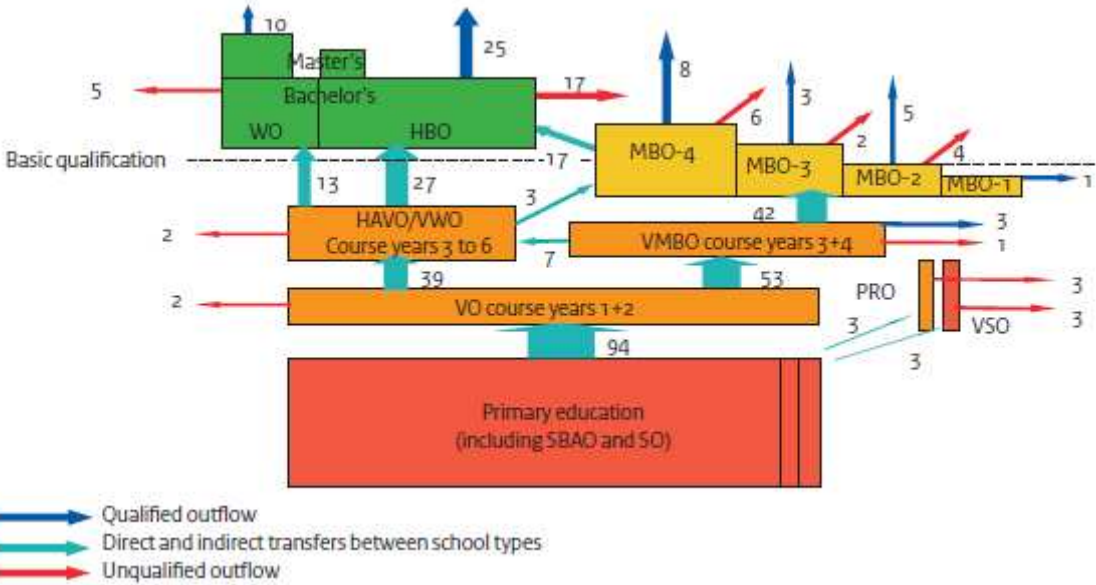 10
25
Master's
8
5
Bachelor's
17
3
5
6
WO
HBO
2
4
MBO-4
MBO-3
MBO-2
MBO-1
1
Basic qualification
17
13
27
3
HAVO/VWO
Course years 3 to 6
2
42
3
VMBO course years 3+4
1
7
39
53
PRO
3
2
VO course years 1+2
3
VSO
3
94
3
Primary education
(including SBAO and SO)
Qualified outflow
Direct and indirect transfers between school types
Unqualified outflow